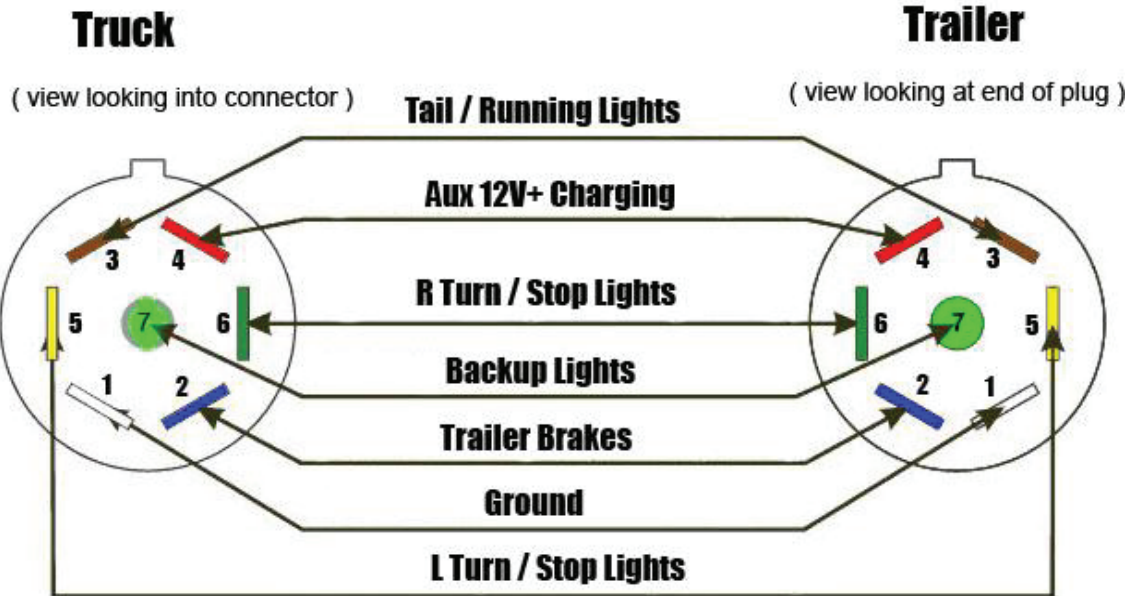 Truck
Trailer
( view looking into connector )
( view looking at end of plug )
Tail / Running Lights
Aux 12V+ Charging
3 4
4 3
R Turn / Stop Lights
5 7 6
6 7 5
Backup Lights
1 2
2 1
Trailer Brakes
Ground
L Turn / Stop Lights